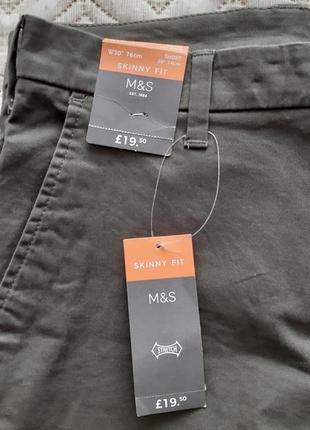 W30" 76cm
SHORT
29" 74cm
SKINNY FIT
M&S
EST. 1884
£19.50
SKINNY FIT
M&S
STRETCH
£19.50